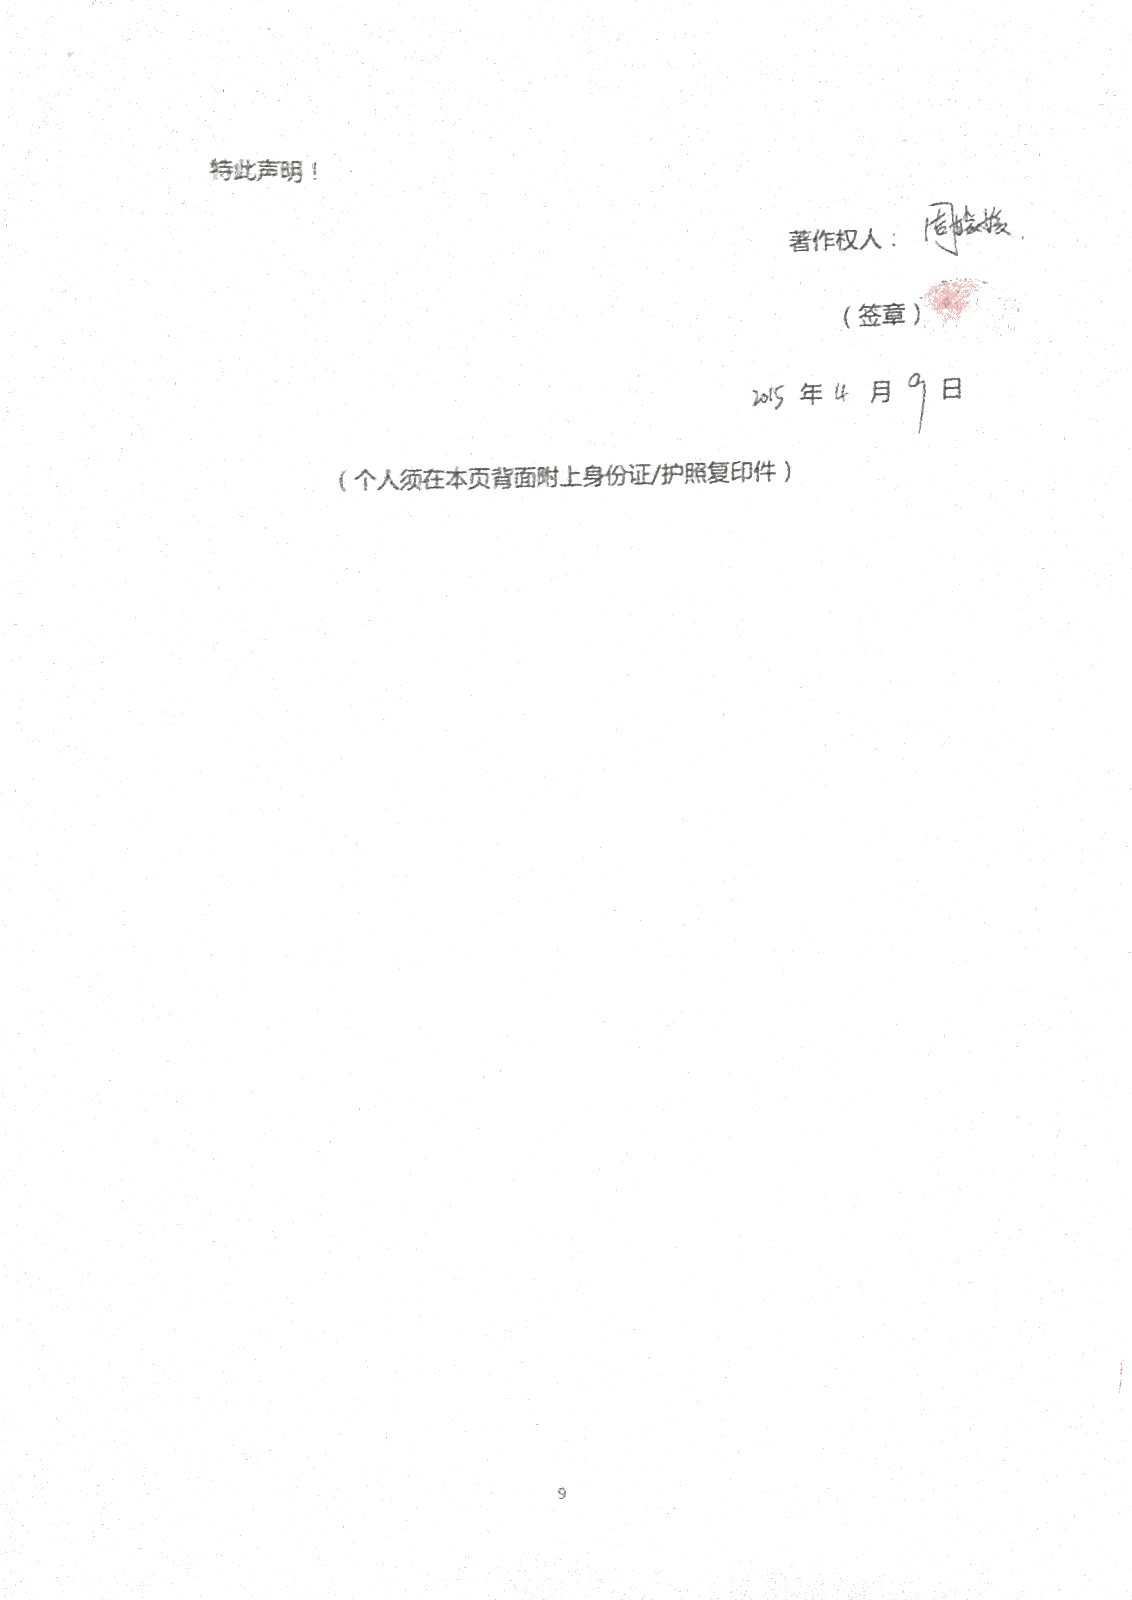 特此声明！
著作权人： 周
（签章）
2015 年 4 月 9 日
（个人须在本页背面附上身份证/护照复印件）
9